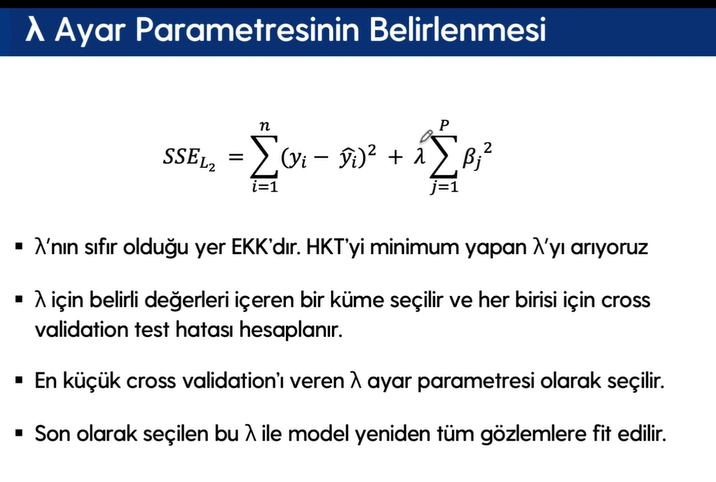 λ Ayar Parametresinin Belirlenmesi
SSE_{L_2} = \sum_{i=1}^{n} (y_i - \hat{y}_i)^2 + λ \sum_{j=1}^{P} β_j^2
▪ λ'nın sıfır olduğu yer EKK'dır. HKT'yi minimum yapan λ'yı arıyoruz
▪ λ için belirli değerleri içeren bir küme seçilir ve her birisi için cross
validation test hatası hesaplanır.
▪ En küçük cross validation'ı veren λ ayar parametresi olarak seçilir.
▪ Son olarak seçilen bu λ ile model yeniden tüm gözlemlere fit edilir.